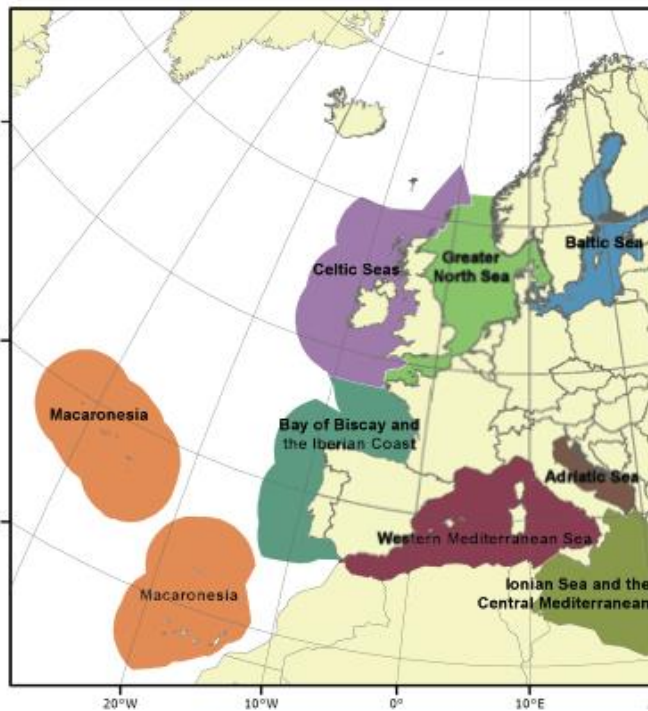 Baltic Sea
Greater
North Sea
Celtic Seas
Macaronesia
Bay of Biscay and
the Iberian Coast
Adriatic Sea
Western Mediterranean Sea
Ionian Sea and the
Central Mediterranean
Macaronesia
20°W
10°W
0°
10°E